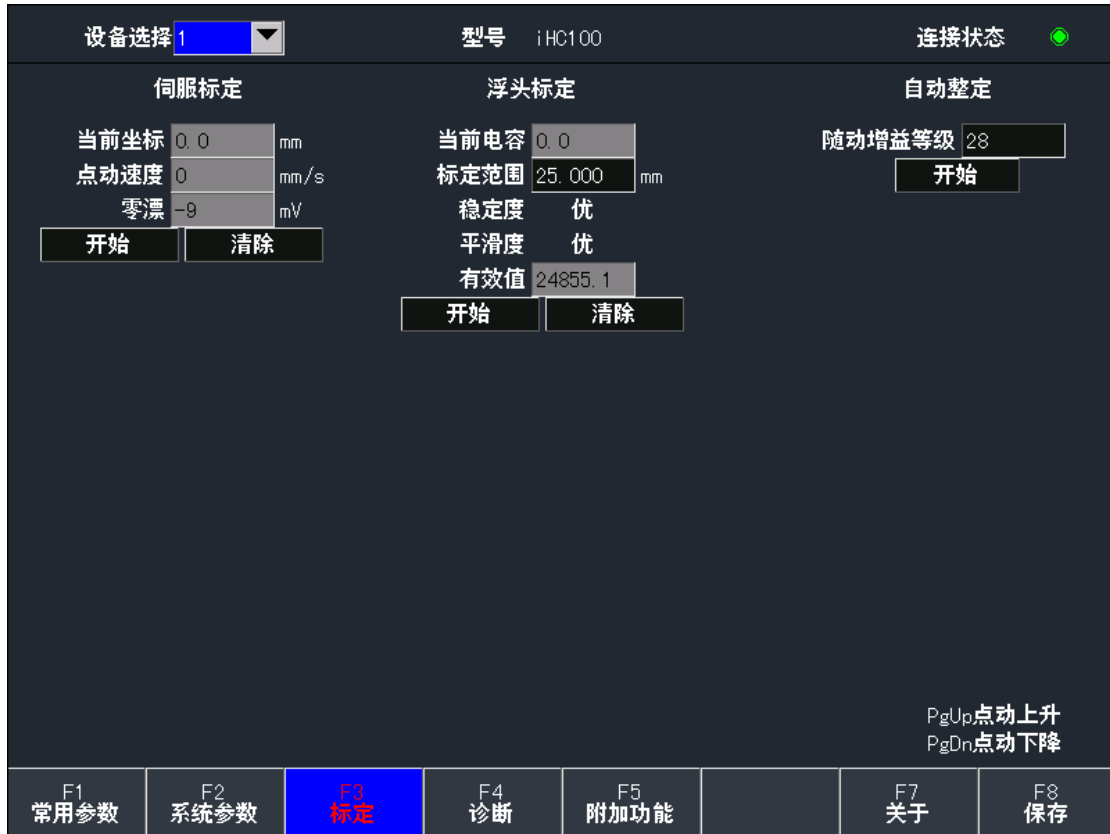 设备选择 1 型号 iHC100 连接状态
伺服标定 浮头标定 自动整定
当前坐标 0.0 mm 当前电容 0.0 随动增益等级 28
点动速度 0 mm/s 标定范围 25.000 mm 开始
零漂 -9 mV 稳定度 优
开始 清除 平滑度 优
有效值 24855.1
开始 清除
PgUp点动上升
PgDn点动下降
F1 F2 F3 F4 F5 F7 F8
常用参数 系统参数 标定 诊断 附加功能 关于 保存